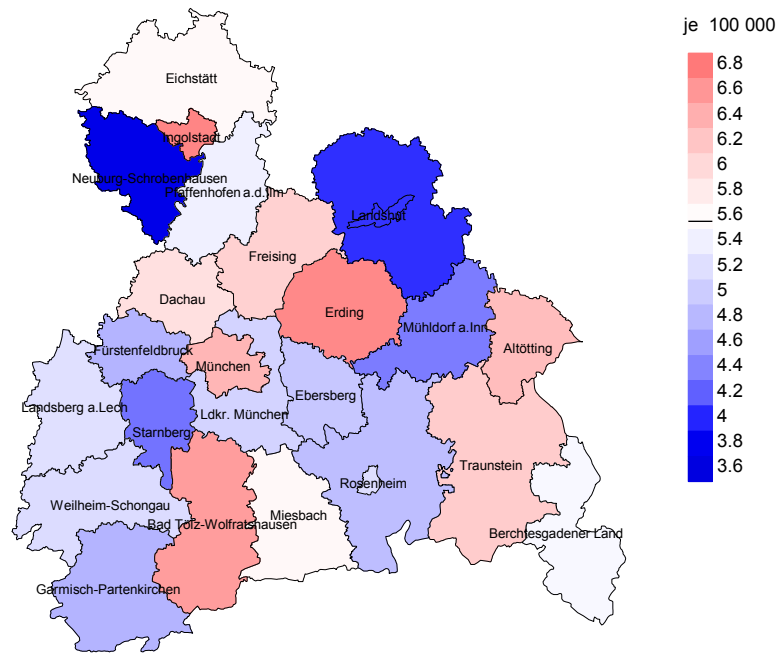 je 100 000
6.8
6.6
6.4
6.2
6
5.8
5.6
5.4
5.2
5
4.8
4.6
4.4
4.2
4
3.8
3.6
Eichstätt
Ingolstadt
Neuburg-Schrobenhausen
Pfaffenhofen a.d.Ilm
Landshut
Freising
Dachau
Erding
Mühldorf a.Inn
Altötting
Fürstenfeldbruck
München
Ebersberg
Landsberg a.Lech
Ldkr. München
Starnberg
Traunstein
Rosenheim
Weilheim-Schongau
Miesbach
Bad Tölz-Wolfratshausen
Berchtesgadener Land
Garmisch-Partenkirchen